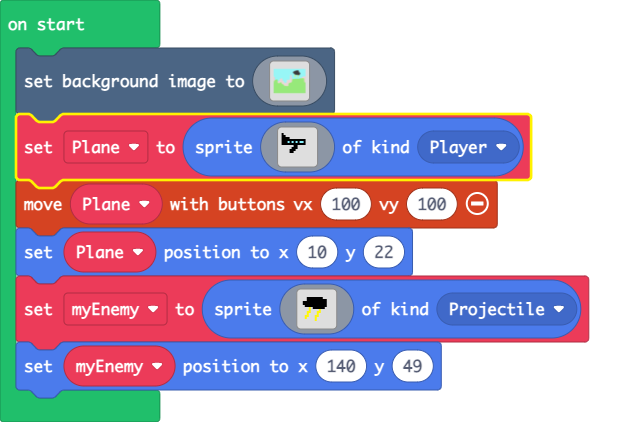 on start
set background image to
set Plane to sprite of kind Player
move Plane with buttons vx 100 vy 100
set Plane position to x 10 y 22
set myEnemy to sprite of kind Projectile
set myEnemy position to x 140 y 49